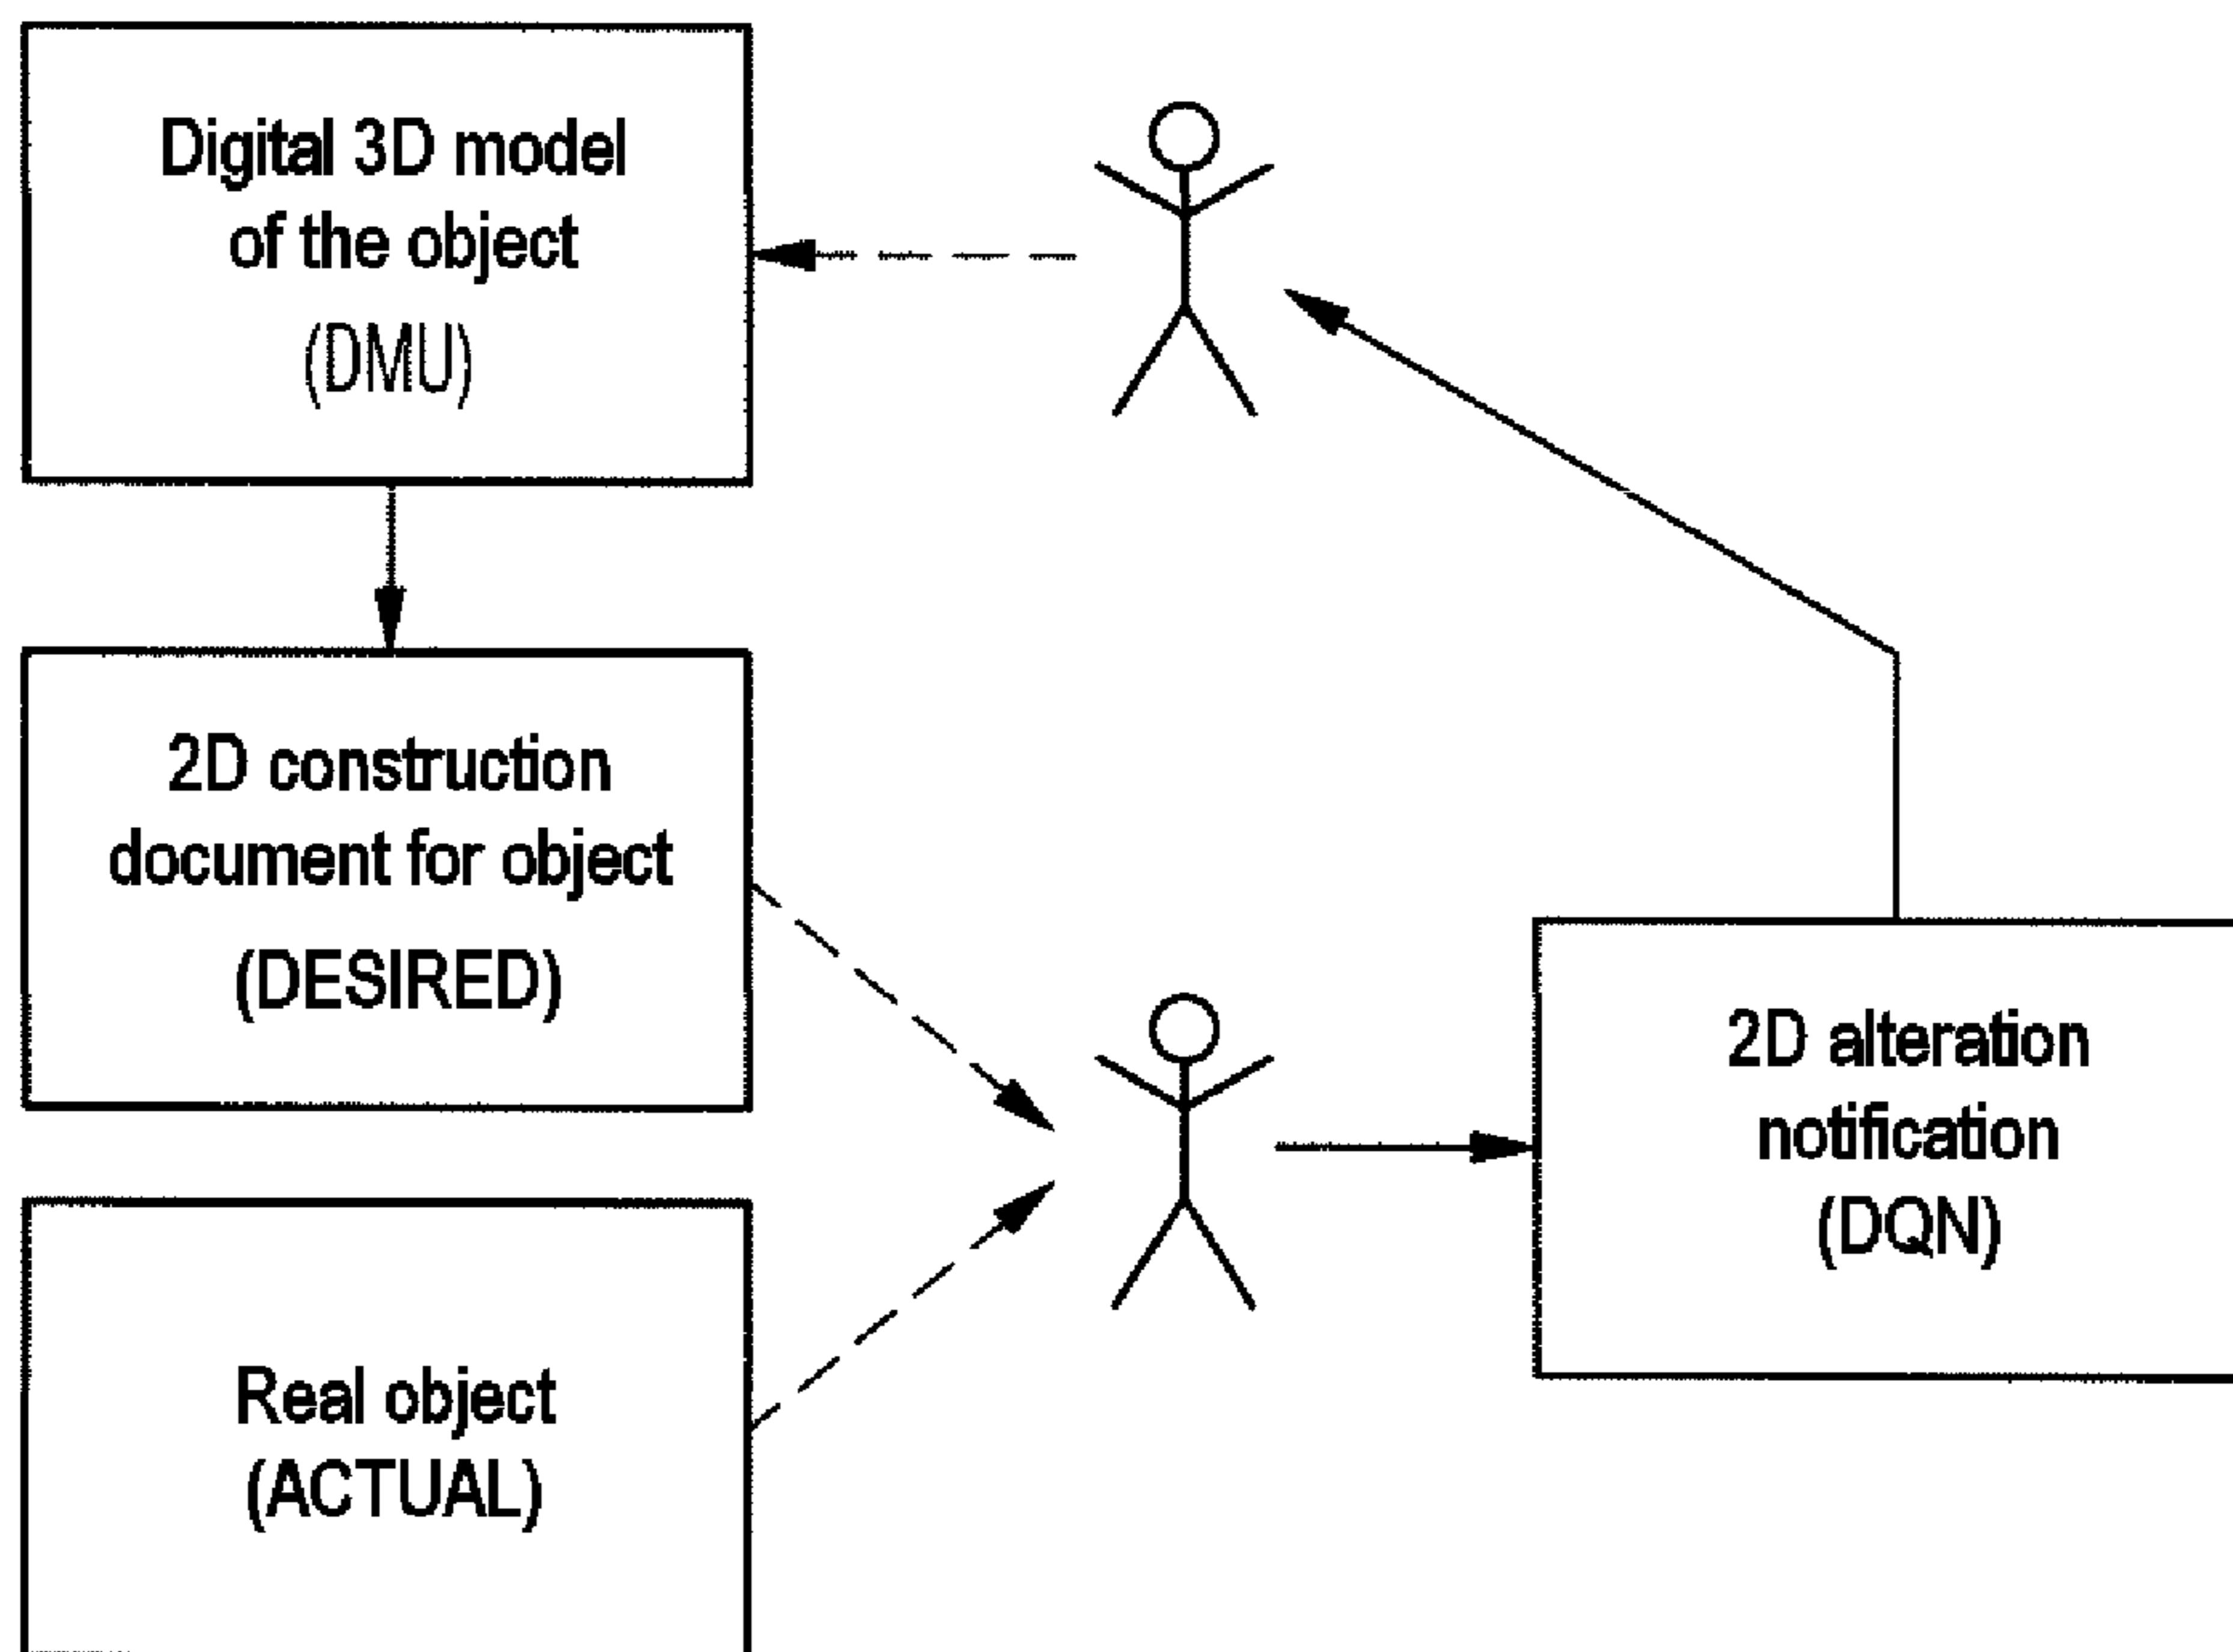 Digital 3D model
of the object
(DMU)
2D construction
document for object
(DESIRED)
2D alteration
notification
(DQN)
Real object
(ACTUAL)